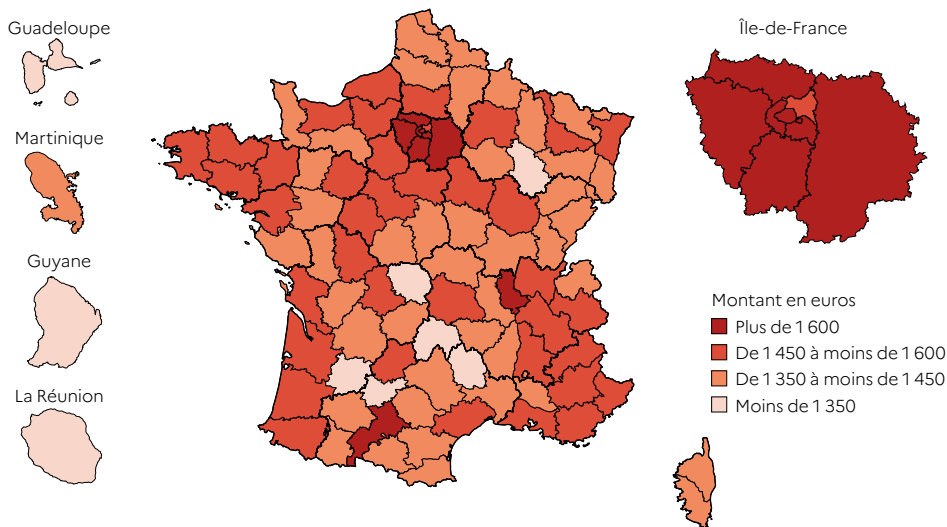 Guadeloupe
Martinique
Guyane
La Réunion
Île-de-France
Montant en euros
Plus de 1 600
De 1 450 à moins de 1 600
De 1 350 à moins de 1 450
Moins de 1 350